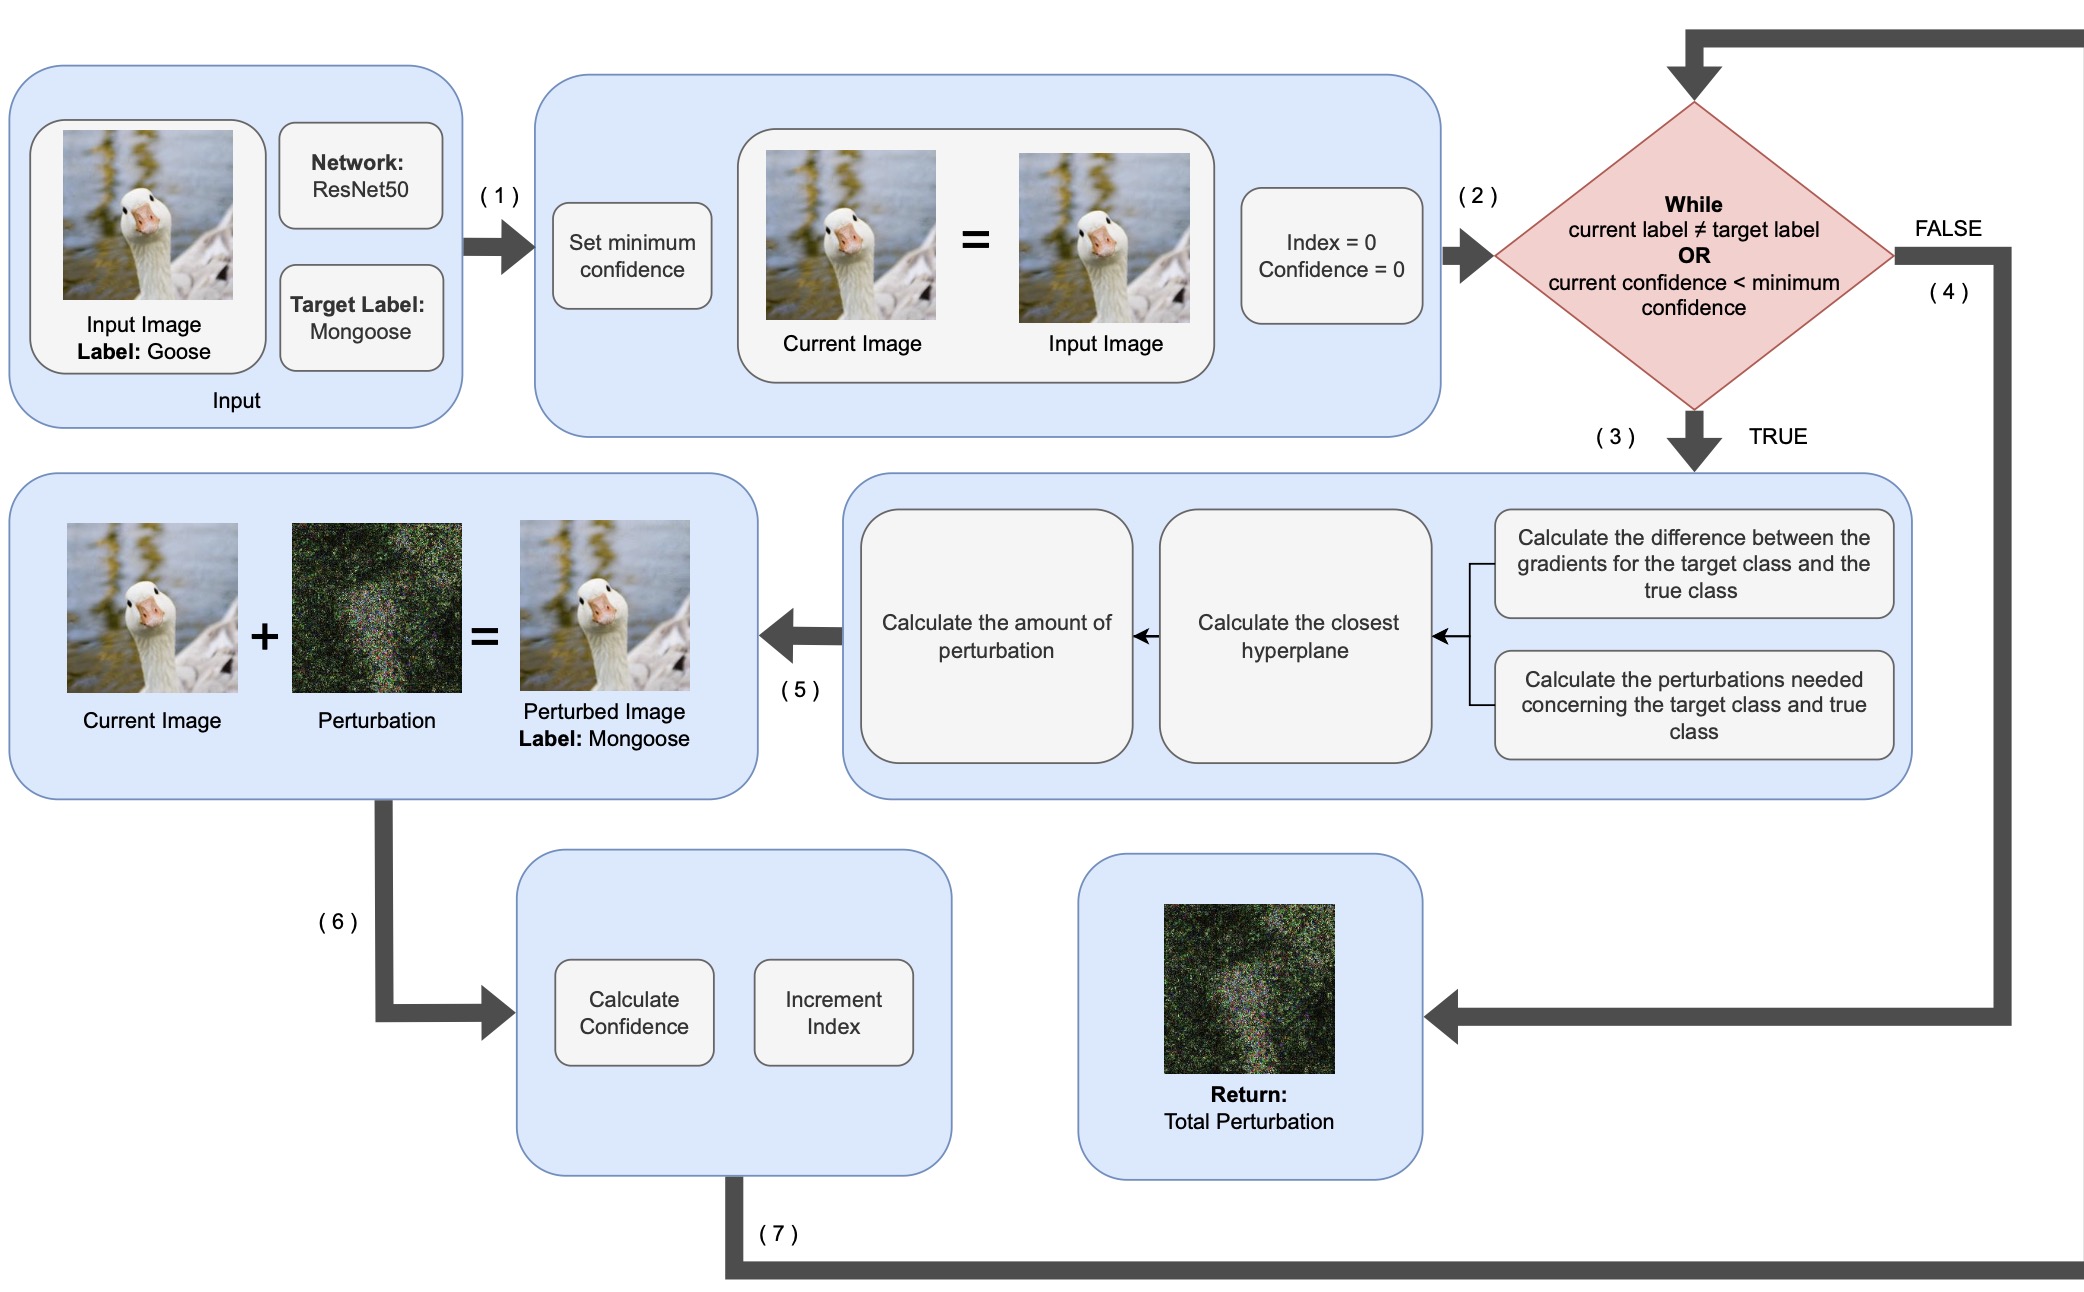 Network:
ResNet50
Target Label:
Mongoose
Input Image
Label: Goose
Input
( 1 )
Set minimum
confidence
=
Current Image
Input Image
Index = 0
Confidence = 0
( 2 )
While
current label ≠ target label
OR
current confidence < minimum
confidence
FALSE
( 4 )
( 3 )
TRUE
Calculate the difference between the
gradients for the target class and the
true class
Calculate the perturbations needed
concerning the target class and true
class
Calculate the closest
hyperplane
Calculate the amount of
perturbation
( 5 )
+
=
Current Image
Perturbation
Perturbed Image
Label: Mongoose
( 6 )
Calculate
Confidence
Increment
Index
Return:
Total Perturbation
( 7 )